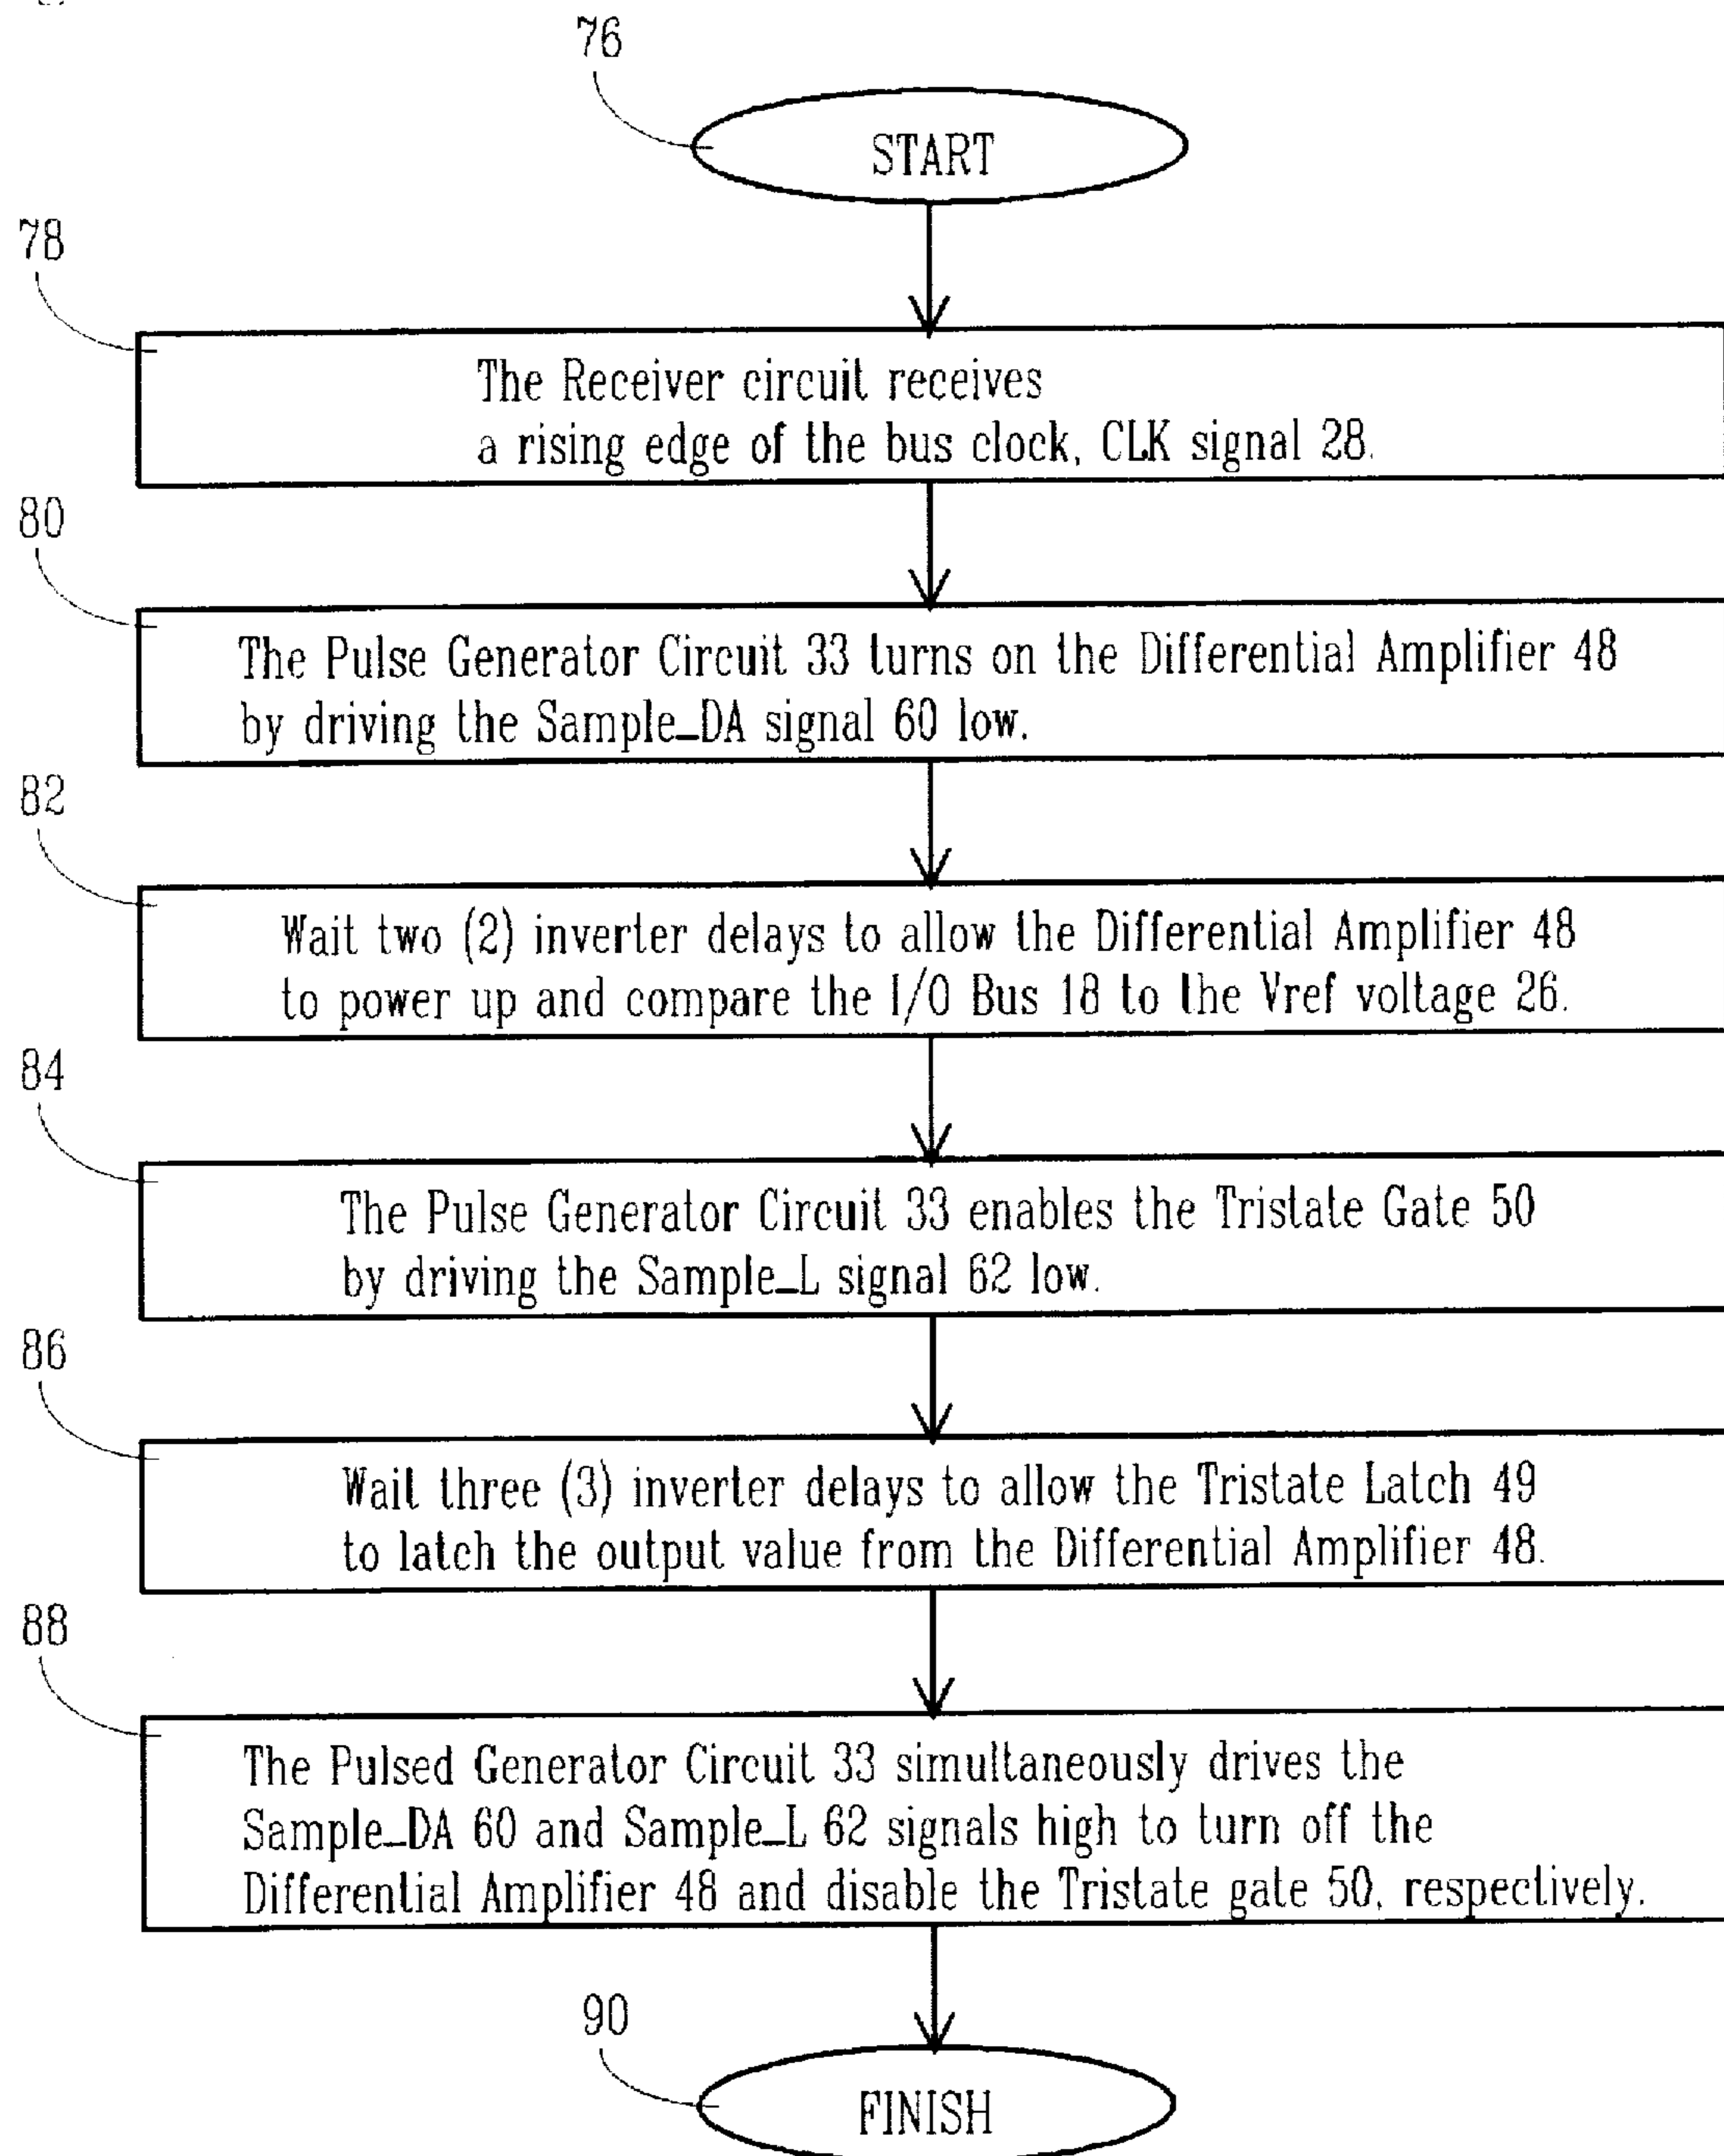 76
START
78
The Receiver circuit receives
a rising edge of the bus clock, CLK signal 28.
80
The Pulse Generator Circuit 33 turns on the Differential Amplifier 48
by driving the Sample_DA signal 60 low.
82
Wait two (2) inverter delays to allow the Differential Amplifier 48
to power up and compare the I/O Bus 18 to the Vref voltage 26.
84
The Pulse Generator Circuit 33 enables the Tristate Gate 50
by driving the Sample_L signal 62 low.
86
Wait three (3) inverter delays to allow the Tristate Latch 49
to latch the output value from the Differential Amplifier 48.
88
The Pulsed Generator Circuit 33 simultaneously drives the
Sample_DA 60 and Sample_L 62 signals high to turn off the
Differential Amplifier 48 and disable the Tristate gate 50, respectively.
90
FINISH